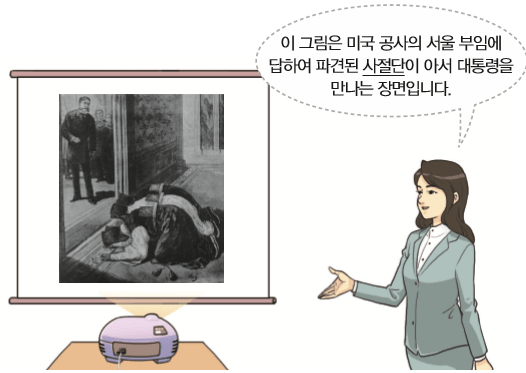 이 그림은 미국 공사의 서울 부임에
답하여 파견된 사절단이 아서 대통령을
만나는 장면입니다.